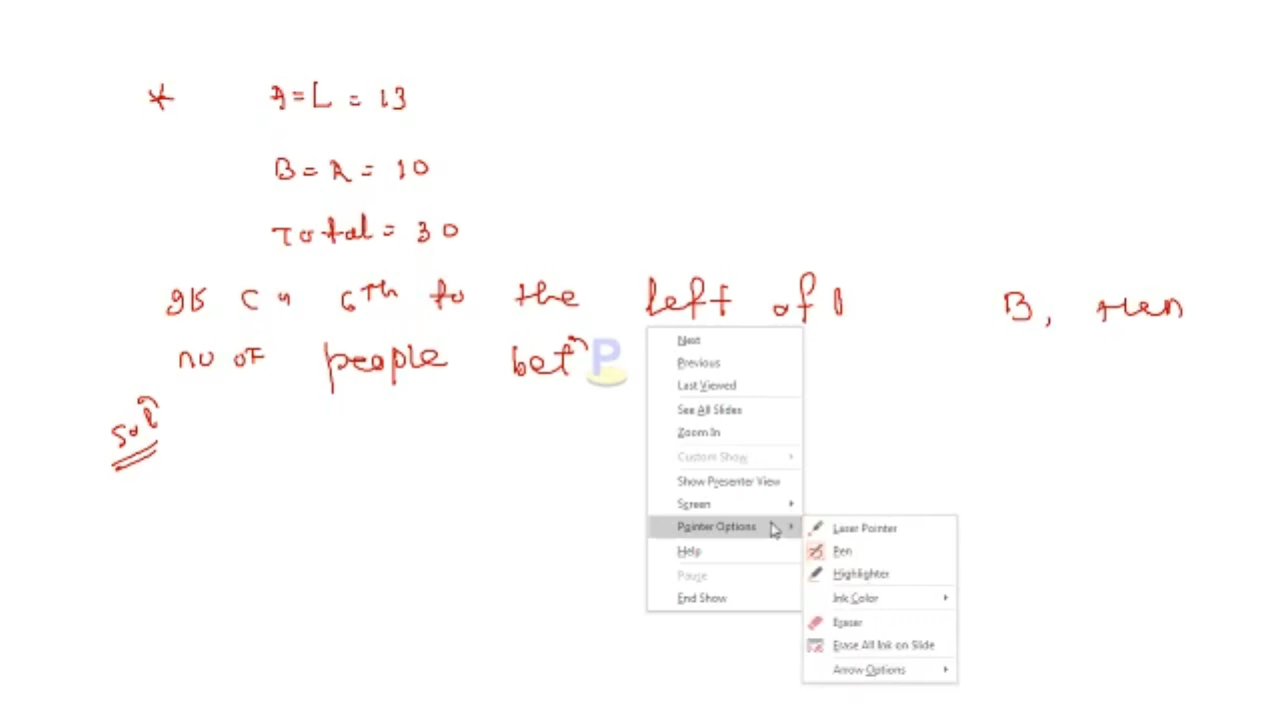 * A = L = 13
B = R = 10
Total = 30
If C is 6th to the left of B, then
no of people betn
P
Soln
Next
Previous
Last Viewed
See All Slides
Zoom In
Custom Show
Show Presenter View
Screen
Pointer Options
Help
Pause
End Show
Laser Pointer
Pen
Highlighter
Ink Color
Eraser
Erase All Ink on Slide
Arrow Options